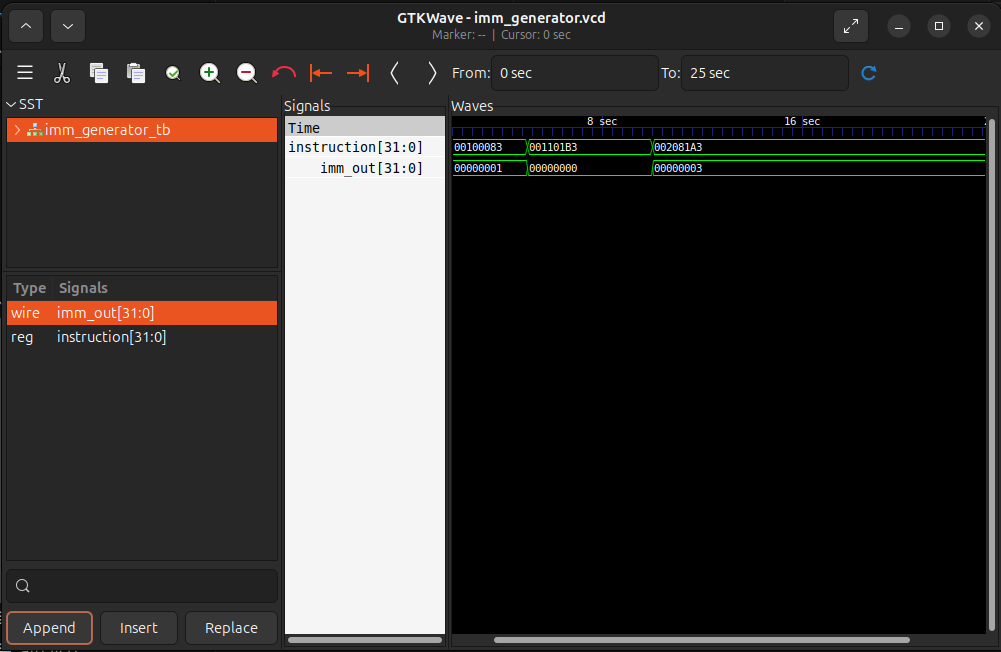 GTKWave - imm_generator.vcd
Marker: -- | Cursor: 0 sec
From: 0 sec To: 25 sec
SST
imm_generator_tb
Type Signals
wire imm_out[31:0]
reg instruction[31:0]
Append Insert Replace
Signals
Time
instruction[31:0]
imm_out[31:0]
Waves
8 sec 16 sec
00100083 001101B3 002081A3
00000001 00000000 00000003